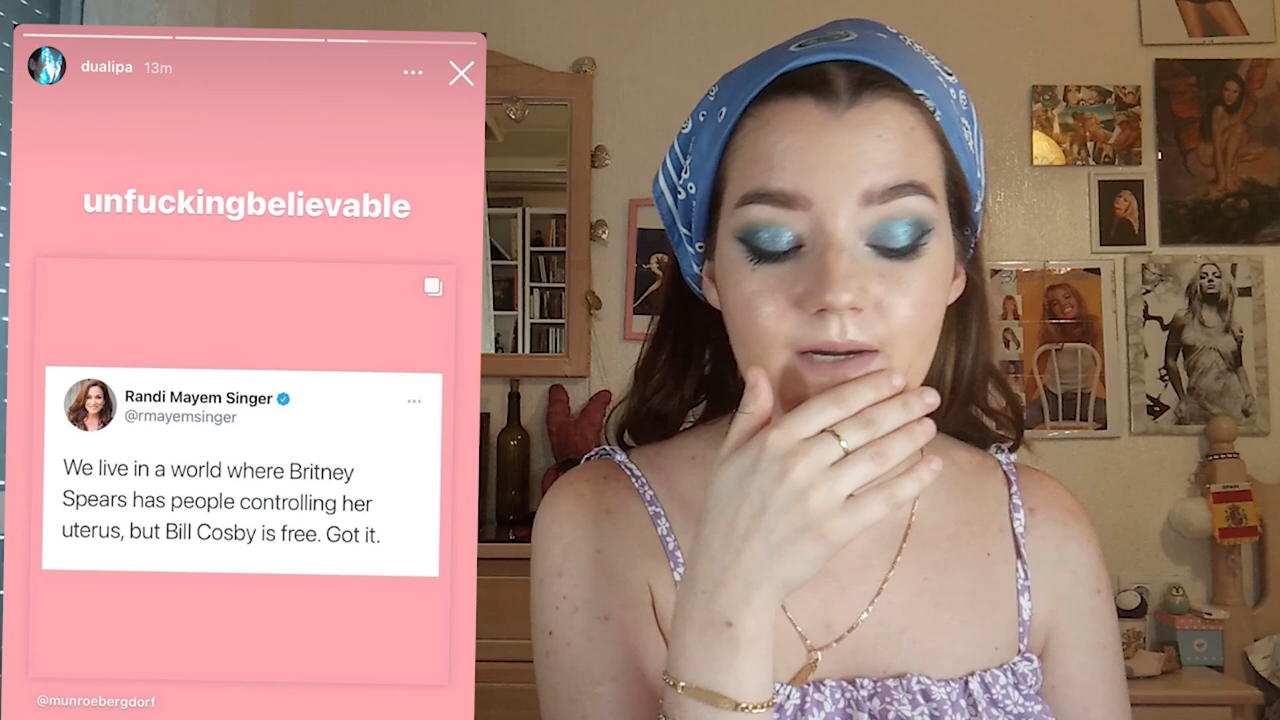 dualipa 13m
unfuckingbelievable
Randi Mayem Singer
@rmayemsinger
We live in a world where Britney
Spears has people controlling her
uterus, but Bill Cosby is free. Got it.
@munroebergdorf